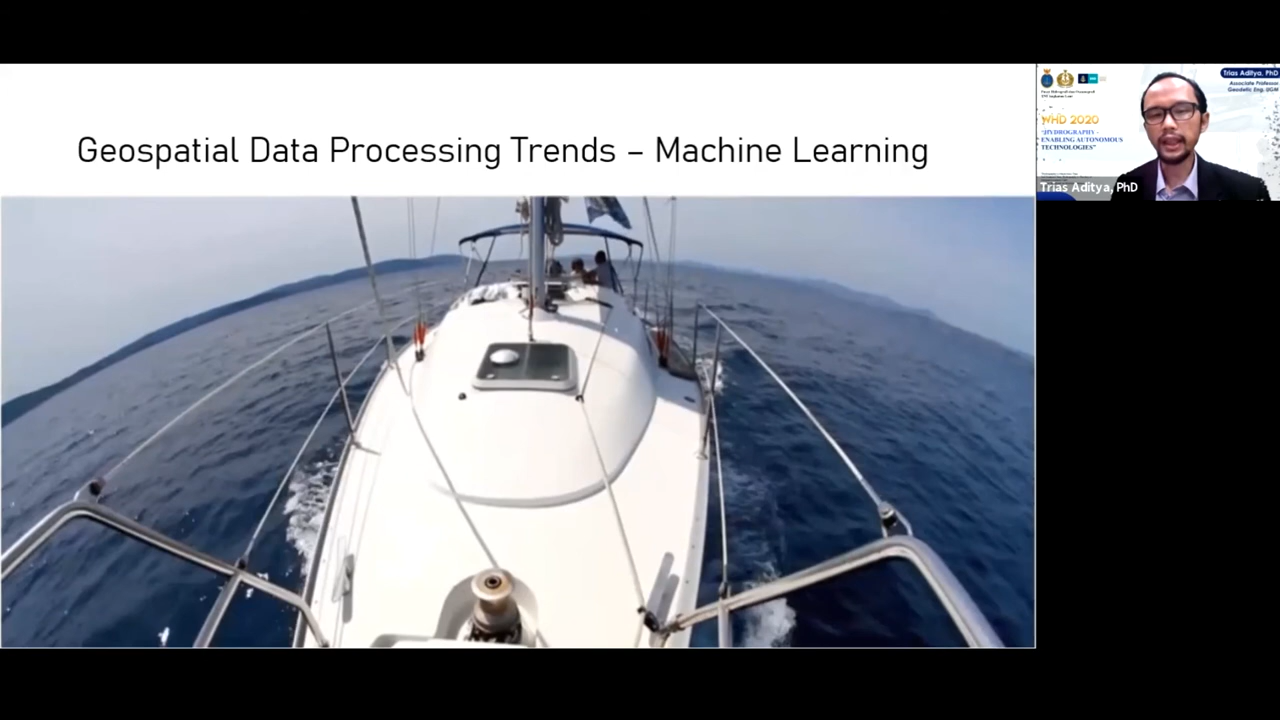 Geospatial Data Processing Trends – Machine Learning
Trias Aditya, PhD
Associate Professor
Geodetic Eng. UGM
WHD 2020
"HYDROGRAPHY -
ENABLING AUTONOMOUS
TECHNOLOGIES"
Trias Aditya, PhD